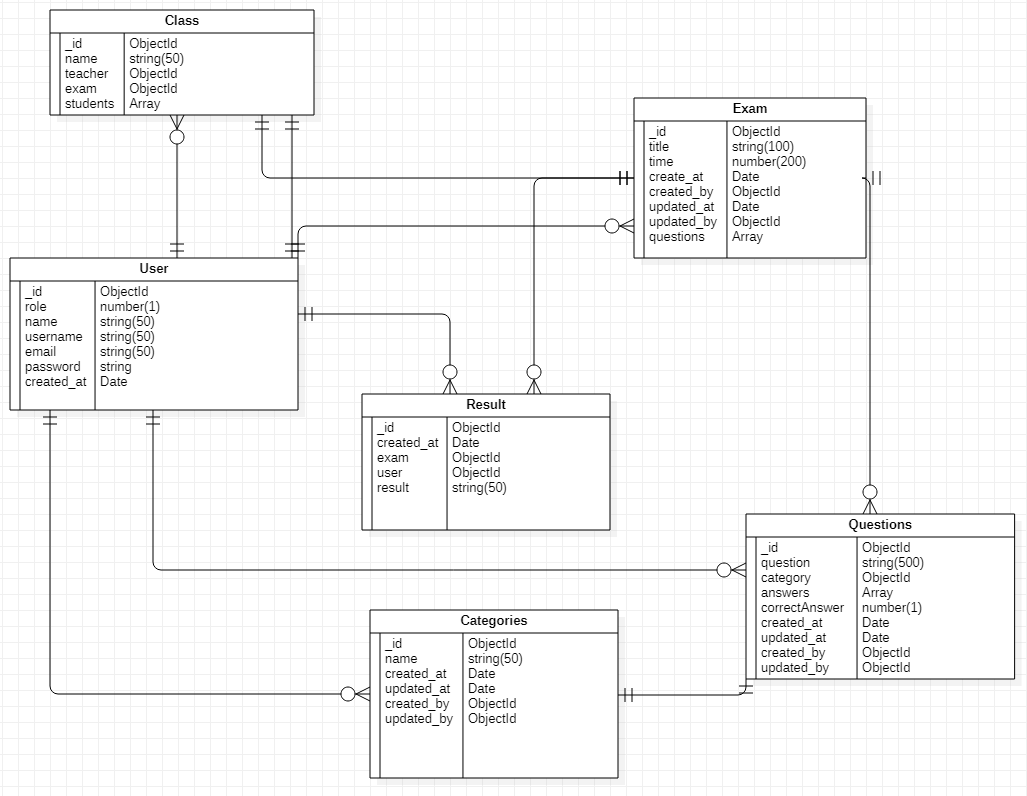 Class
_id ObjectId
name string(50)
teacher ObjectId
exam ObjectId
students Array
Exam
_id ObjectId
title string(100)
time number(200)
create_at Date
created_by ObjectId
updated_at Date
updated_by ObjectId
questions Array
User
_id ObjectId
role number(1)
name string(50)
username string(50)
email string(50)
password string
created_at Date
Result
_id ObjectId
created_at Date
exam ObjectId
user ObjectId
result string(50)
Questions
_id ObjectId
question string(500)
category ObjectId
answers Array
correctAnswer number(1)
created_at Date
updated_at Date
created_by ObjectId
updated_by ObjectId
Categories
_id ObjectId
name string(50)
created_at Date
updated_at Date
created_by ObjectId
updated_by ObjectId